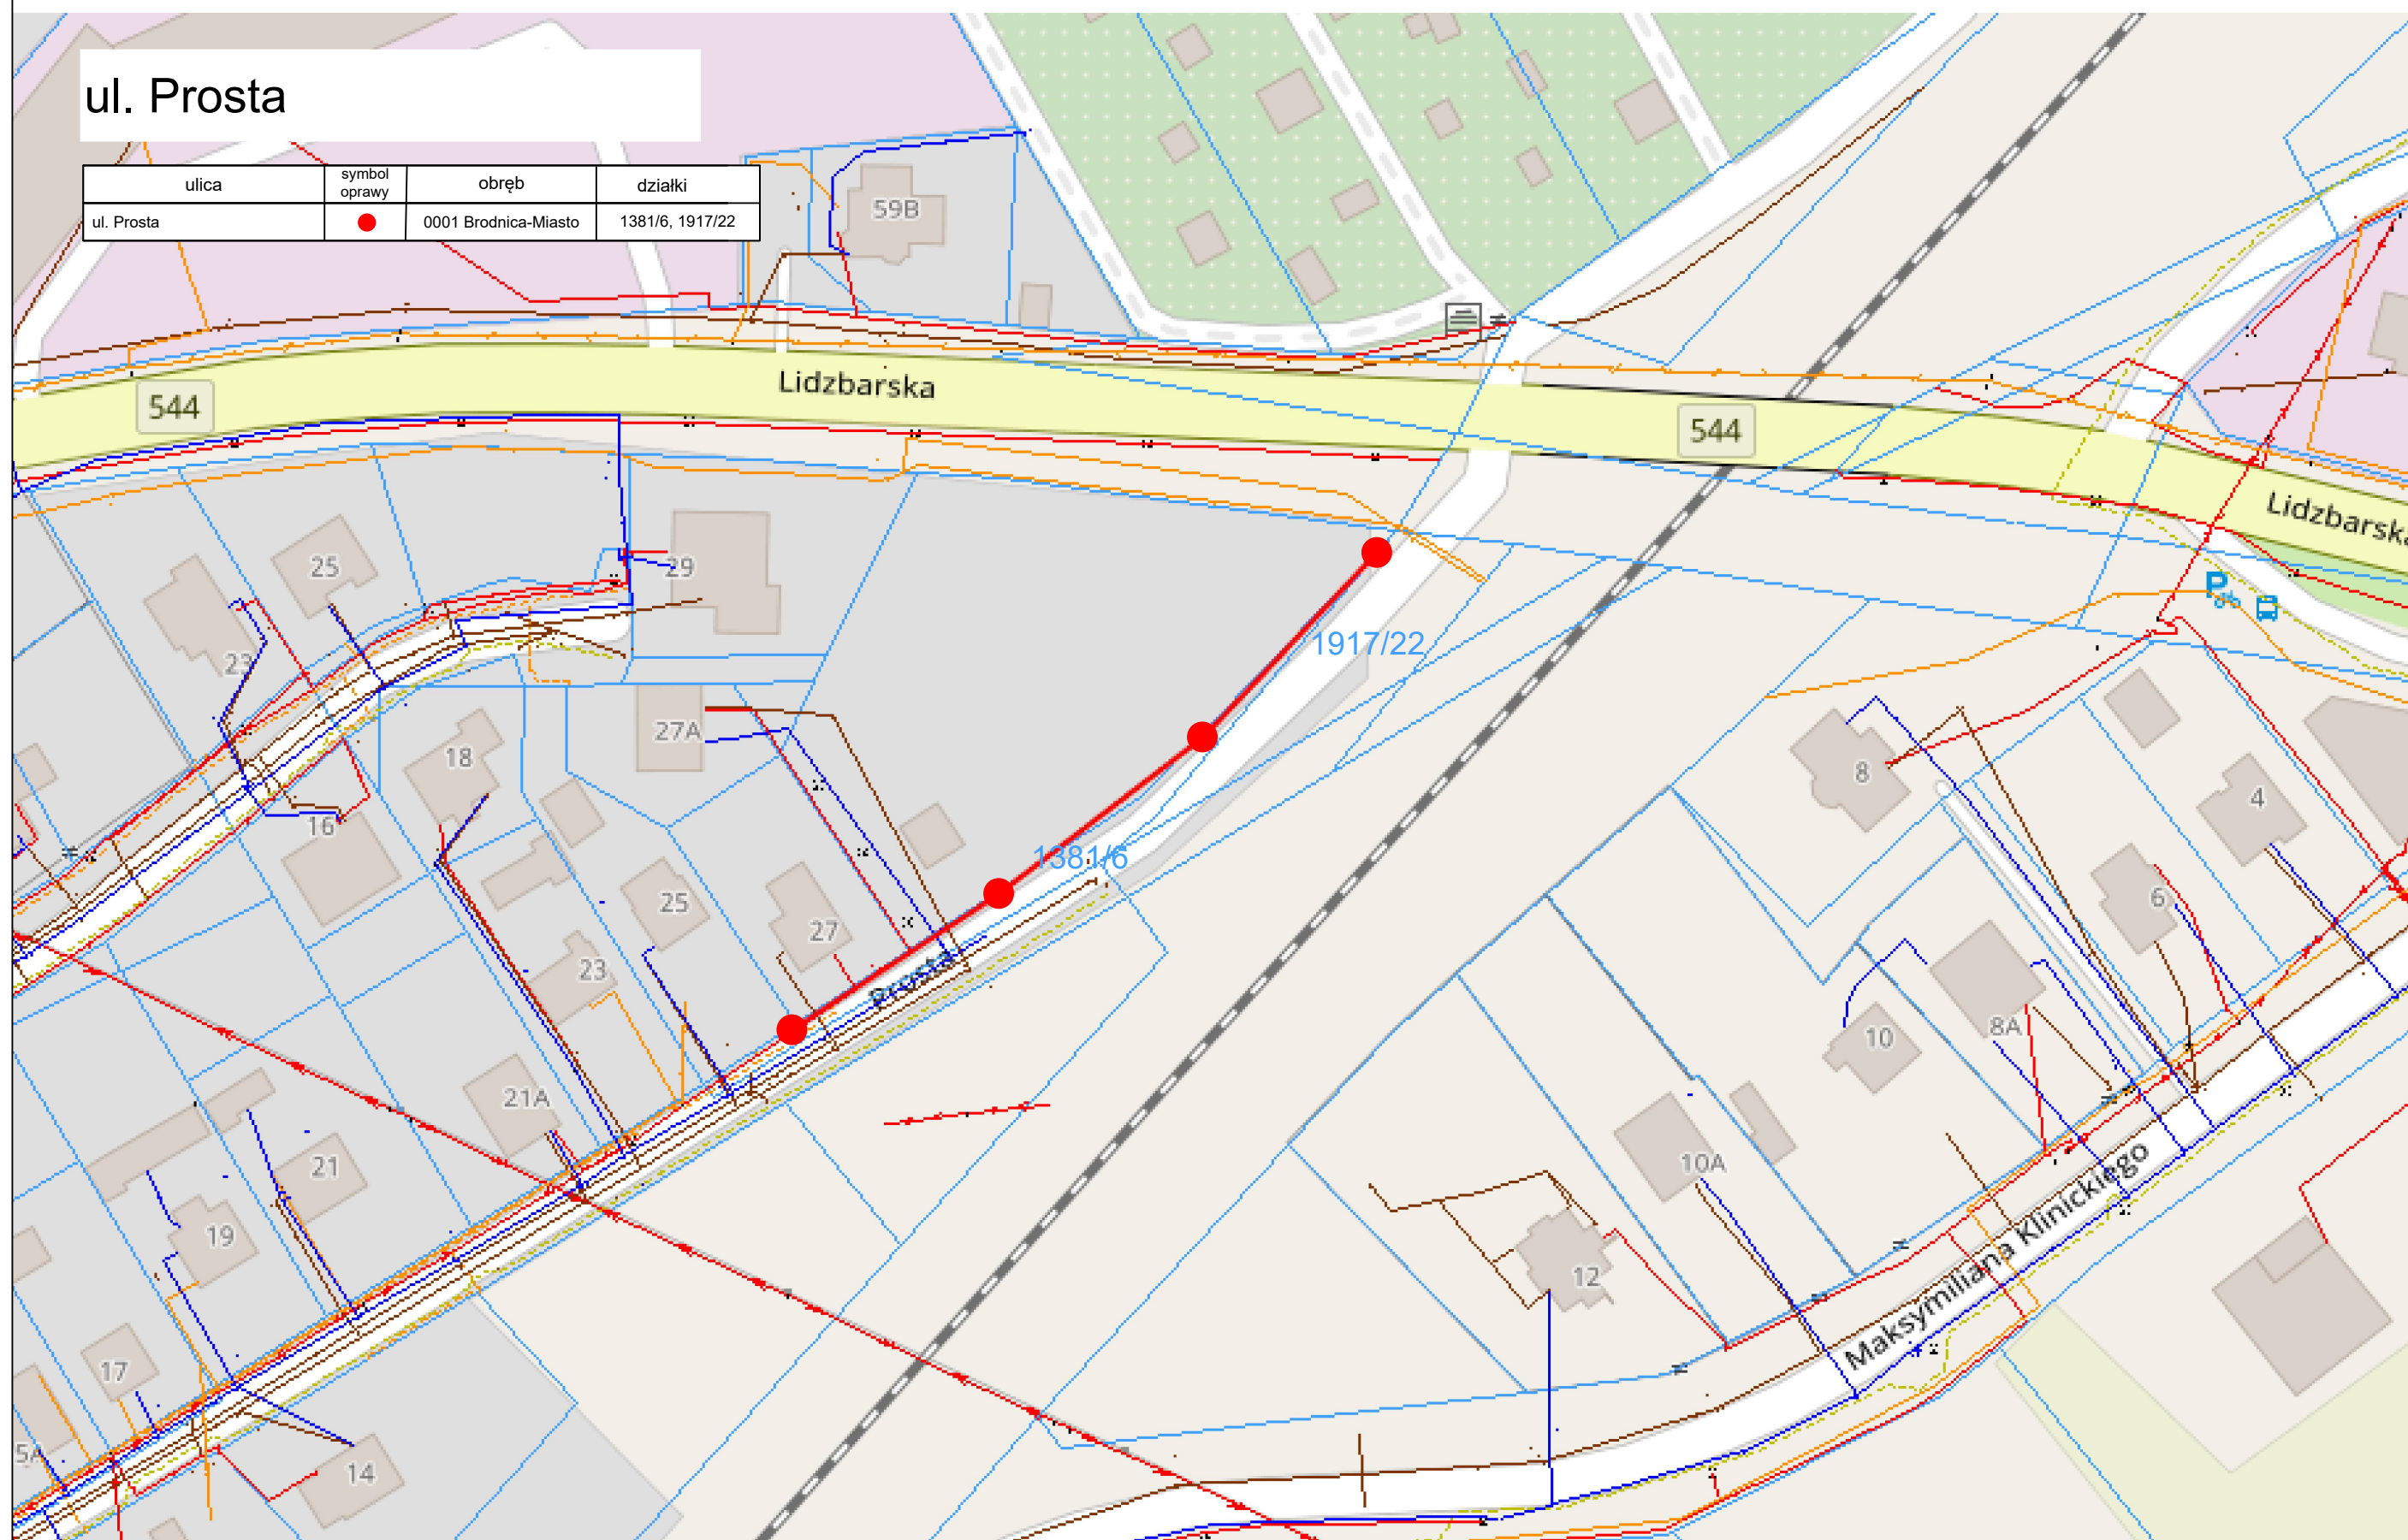 ul. Prosta
ulica
symbol oprawy
obręb
działki
ul. Prosta
0001 Brodnica-Miasto
1381/6, 1917/22
59B
Lidzbarska
544
544
Lidzbarska
25
29
23
1917/22
27A
18
8
4
16
1381/6
6
25
27
23
Prosta
8A
10
21A
10A
21
19
Maksymiliana Klinickiego
12
17
5A
14